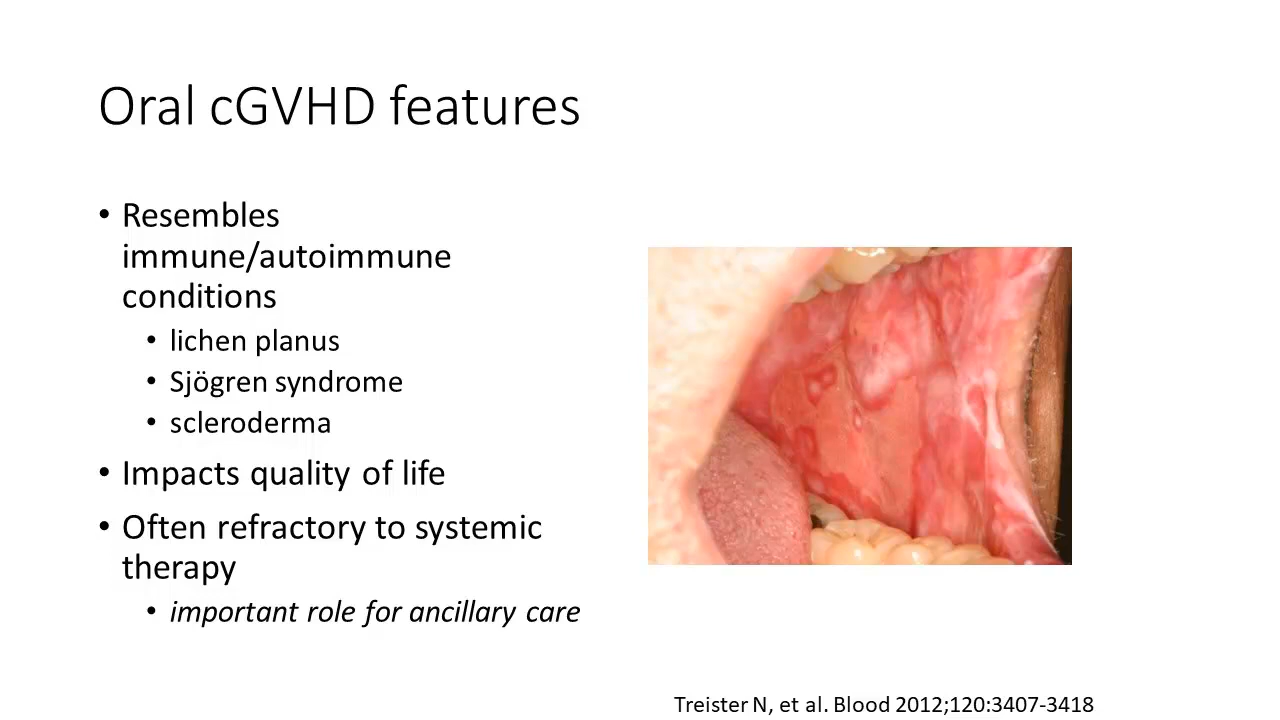 Oral cGVHD features
• Resembles
immune/autoimmune
conditions
• lichen planus
• Sjögren syndrome
• scleroderma
• Impacts quality of life
• Often refractory to systemic
therapy
• important role for ancillary care
Treister N, et al. Blood 2012;120:3407-3418